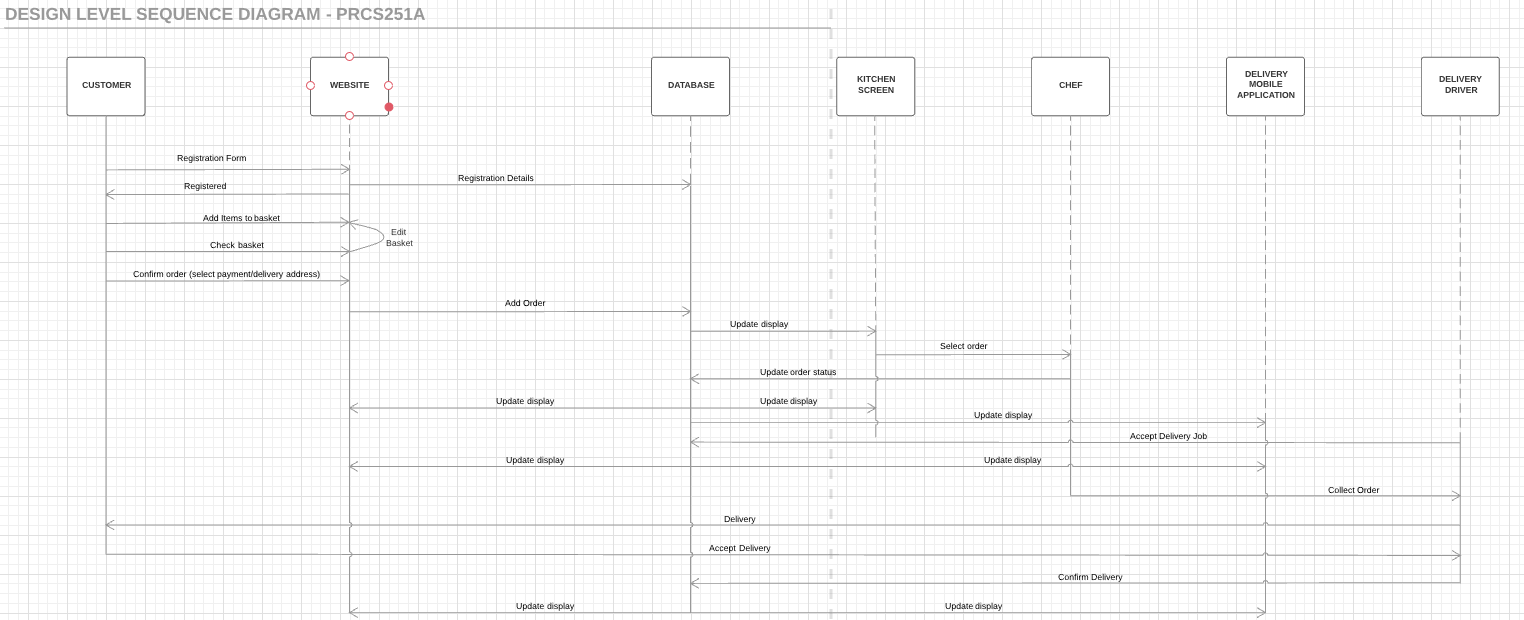 DESIGN LEVEL SEQUENCE DIAGRAM - PRCS251A
CUSTOMER
WEBSITE
DATABASE
KITCHEN
SCREEN
CHEF
DELIVERY
MOBILE
APPLICATION
DELIVERY
DRIVER
Registration Form
Registration Details
Registered
Add Items to basket
Edit
Basket
Check basket
Confirm order (select payment/delivery address)
Add Order
Update display
Select order
Update order status
Update display
Update display
Update display
Accept Delivery Job
Update display
Update display
Collect Order
Delivery
Accept Delivery
Confirm Delivery
Update display
Update display